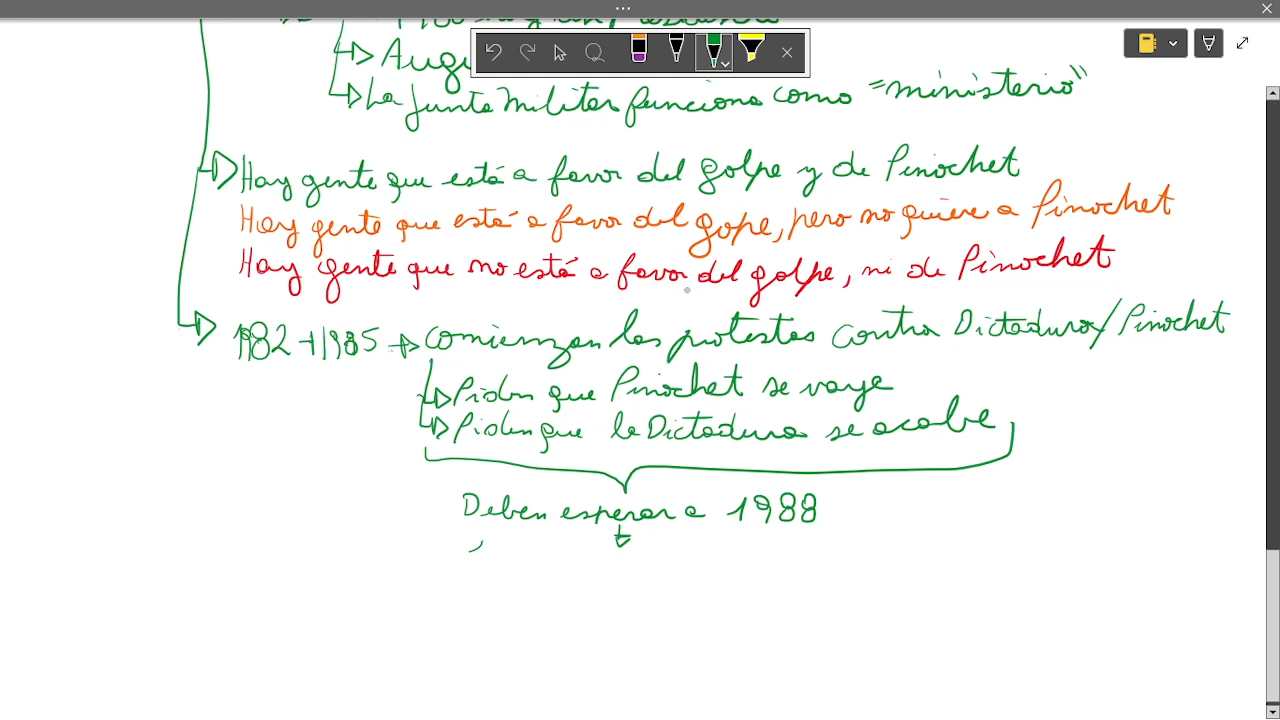 Augu
La Junta Militar funciona como "ministerio"
Hay gente que está a favor del golpe y de Pinochet
Hay gente que está a favor del gope, pero no quiere a Pinochet
Hay gente que no está a favor del golpe, ni de Pinochet
1982 → 1985 → Comienzan las protestas contra Dictadura/Pinochet
Piden que Pinochet se vaya
Piden que la Dictadura se acabe
Deben esperar a 1988